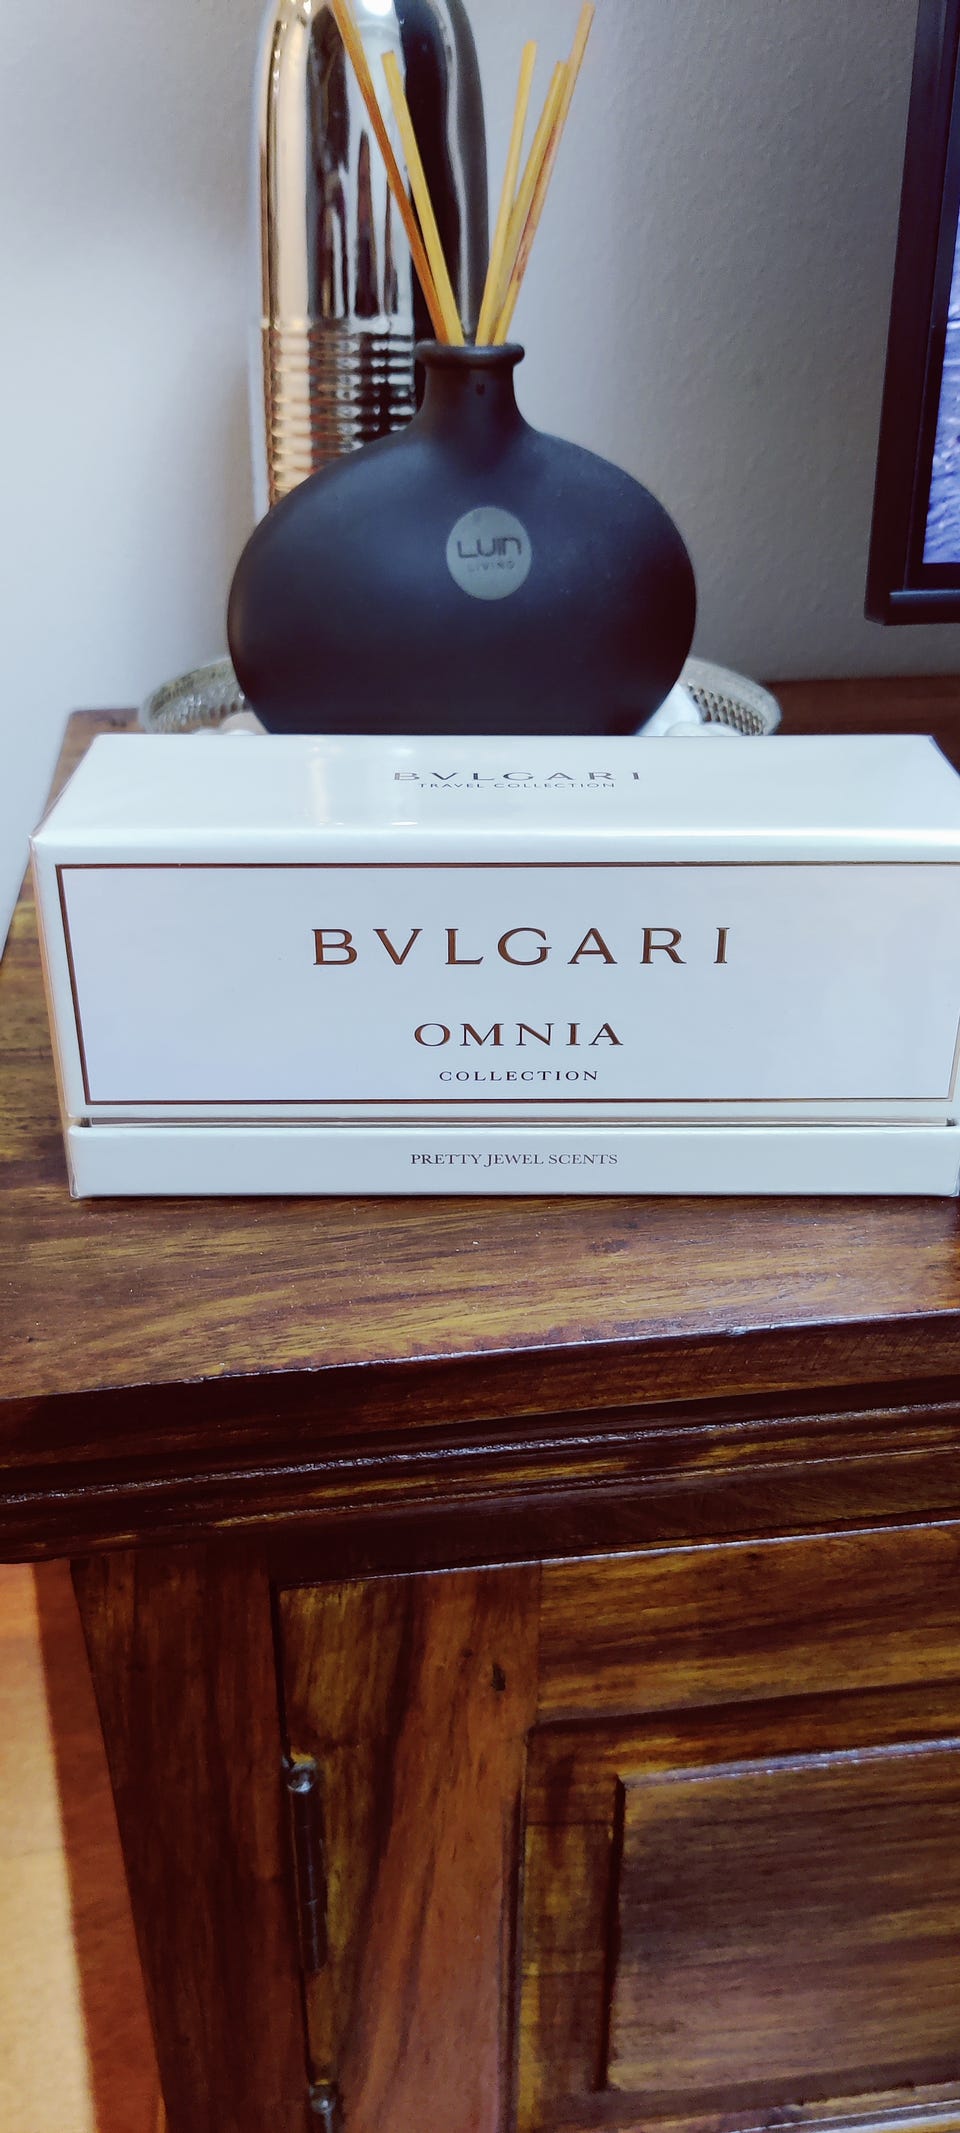 LUIN
LIVING
BVLGARI
TRAVEL COLLECTION
BVLGARI
OMNIA
COLLECTION
PRETTY JEWEL SCENTS